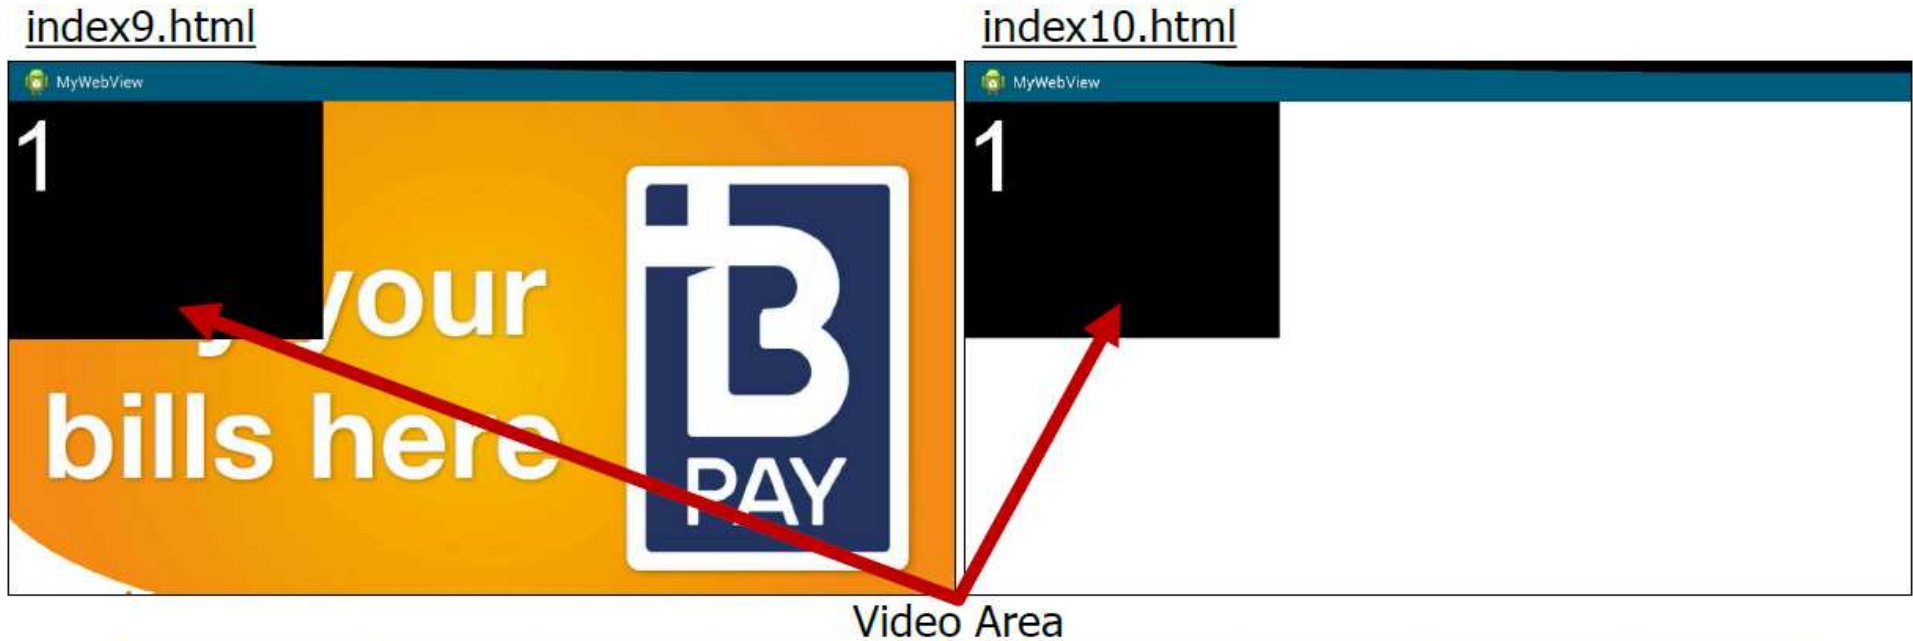 index9.html
MyWebView
1
your
bills here
B
PAY
index10.html
MyWebView
1
Video Area